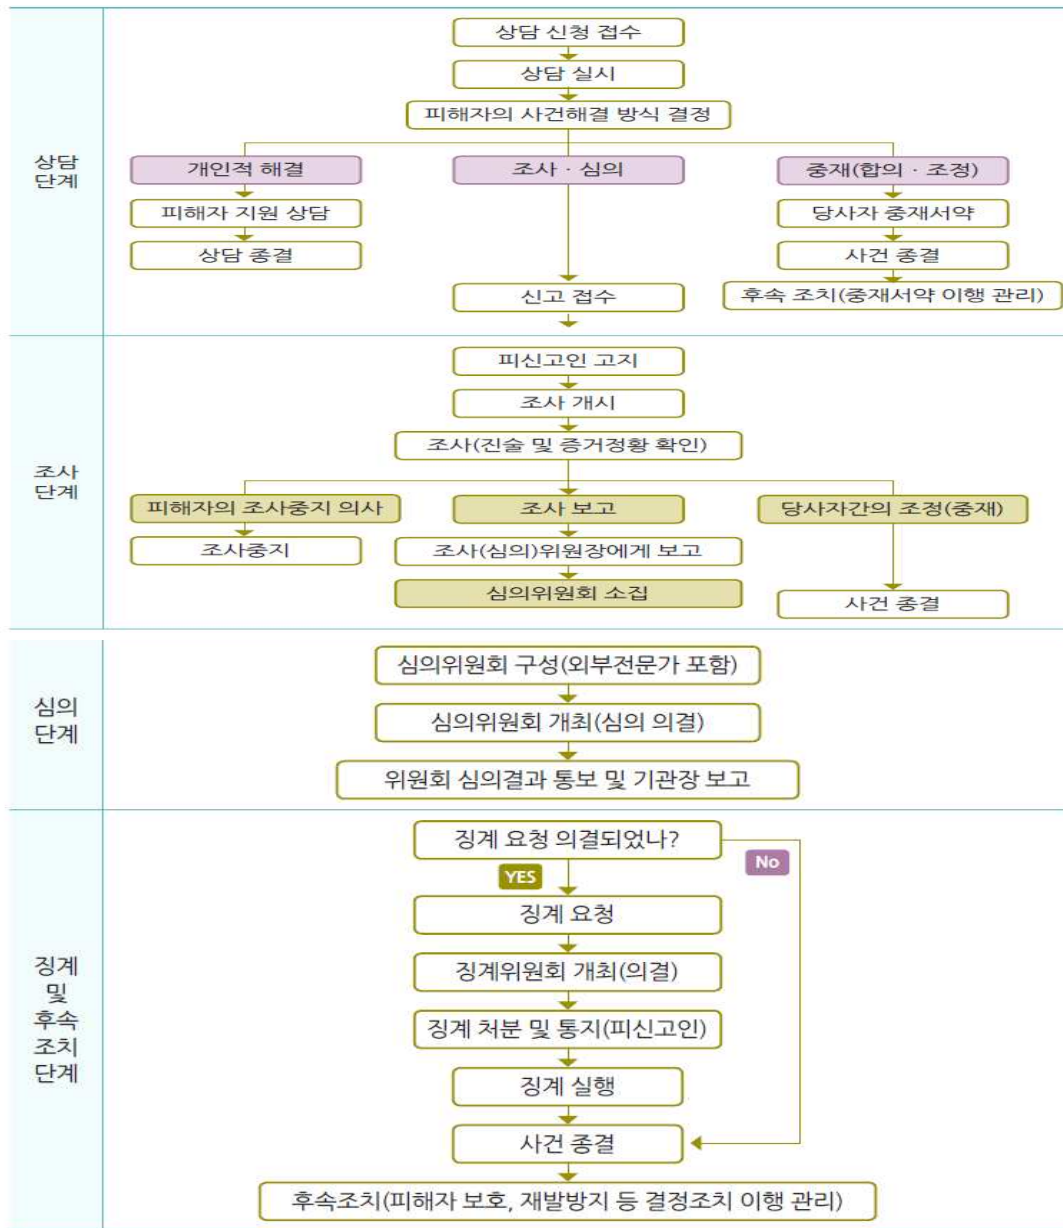 상담 신청 접수
상담 실시
피해자의 사건해결 방식 결정
상담
단계
개인적 해결
조사 · 심의
중재(합의 · 조정)
피해자 지원 상담
당사자 중재서약
상담 종결
사건 종결
신고 접수
후속 조치(중재서약 이행 관리)
피신고인 고지
조사 개시
조사(진술 및 증거정황 확인)
조사
단계
피해자의 조사중지 의사
조사 보고
당사자간의 조정(중재)
조사중지
조사(심의)위원장에게 보고
심의위원회 소집
사건 종결
심의위원회 구성(외부전문가 포함)
심의
단계
심의위원회 개최(심의 의결)
위원회 심의결과 통보 및 기관장 보고
징계 요청 의결되었나?
No
YES
징계 요청
징계
및
후속
조치
단계
징계위원회 개최(의결)
징계 처분 및 통지(피신고인)
징계 실행
사건 종결
후속조치(피해자 보호, 재발방지 등 결정조치 이행 관리)